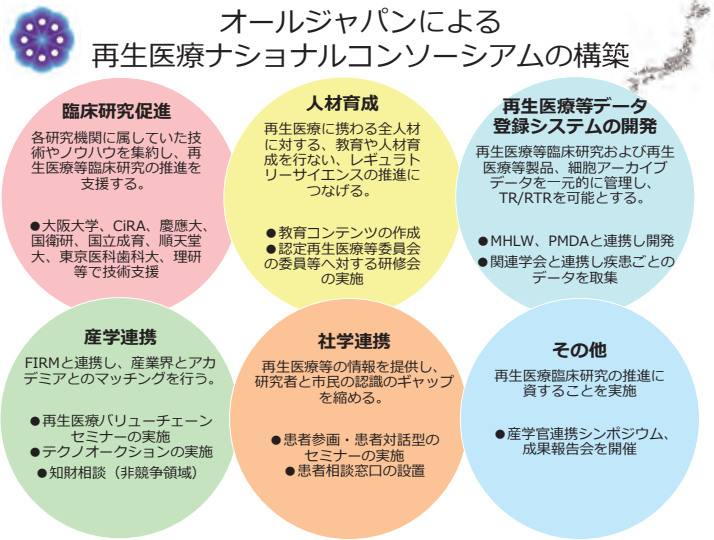 オールジャパンによる
再生医療ナショナルコンソーシアムの構築
臨床研究促進
各研究機関に属していた技
術やノウハウを集約し、再
生医療等臨床研究の推進を
支援する。
●大阪大学、CiRA、慶應大、
国衛研、国立成育、順天堂
大、東京医科歯科大、理研
等で技術支援
人材育成
再生医療に携わる全人材
に対する、教育や人材育
成を行ない、レギュラト
リーサイエンスの推進に
つなげる。
●教育コンテンツの作成
●認定再生医療等委員会
の委員等へ対する研修会
の実施
再生医療等データ
登録システムの開発
再生医療等臨床研究および再生
医療等製品、細胞アーカイブ
データを一元的に管理し、
TR/RTRを可能とする。
●MHLW、PMDAと連携し開発
●関連学会と連携し疾患ごとの
データを取集
産学連携
FIRMと連携し、産業界とアカ
デミアとのマッチングを行う。
●再生医療バリューチェーン
セミナーの実施
●テクノオークションの実施
●知財相談（非競争領域）
社学連携
再生医療等の情報を提供し、
研究者と市民の認識のギャップ
を縮める。
●患者参画・患者対話型の
セミナーの実施
●患者相談窓口の設置
その他
再生医療臨床研究の推進に
資することを実施
●産学官連携シンポジウム、
成果報告会を開催